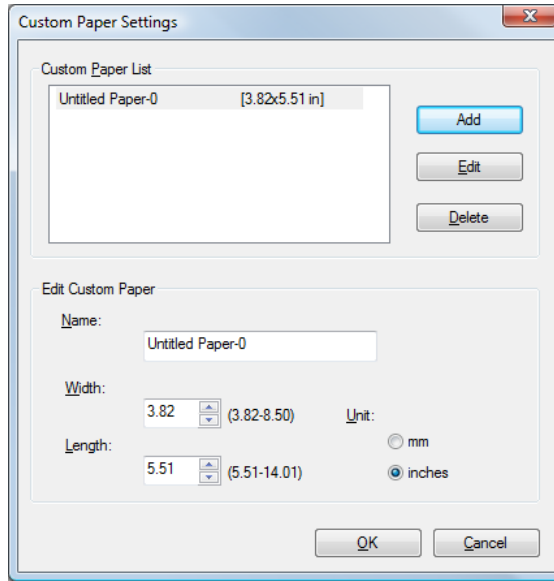 Custom Paper Settings
Custom Paper List
Untitled Paper-0 [3.82x5.51 in]
Add
Edit
Delete
Edit Custom Paper
Name:
Untitled Paper-0
Width:
3.82 (3.82-8.50) Unit:
Length:
mm
5.51 (5.51-14.01) inches
OK Cancel